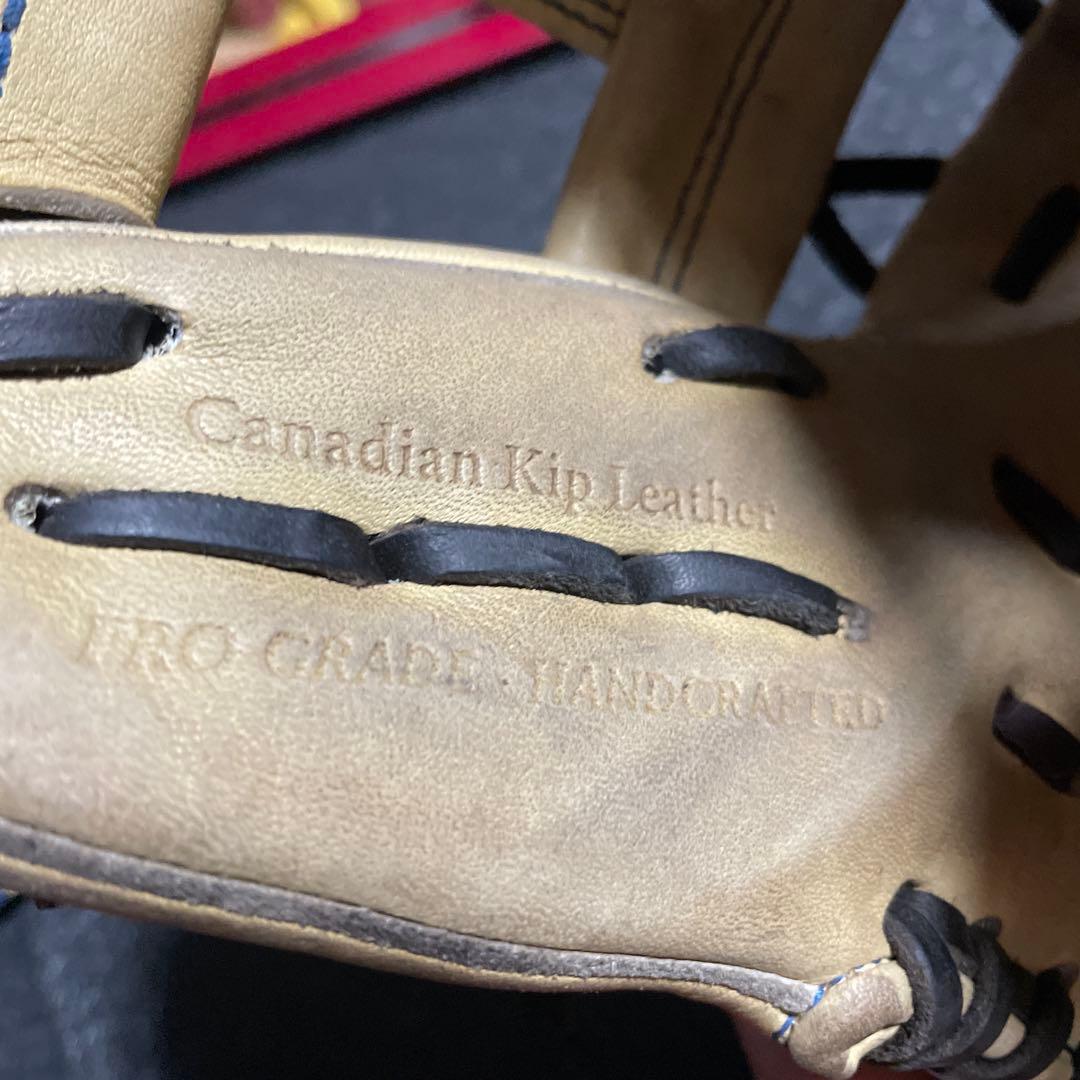 Canadian Kip Leather
PRO GRADE · HANDCRAFTED